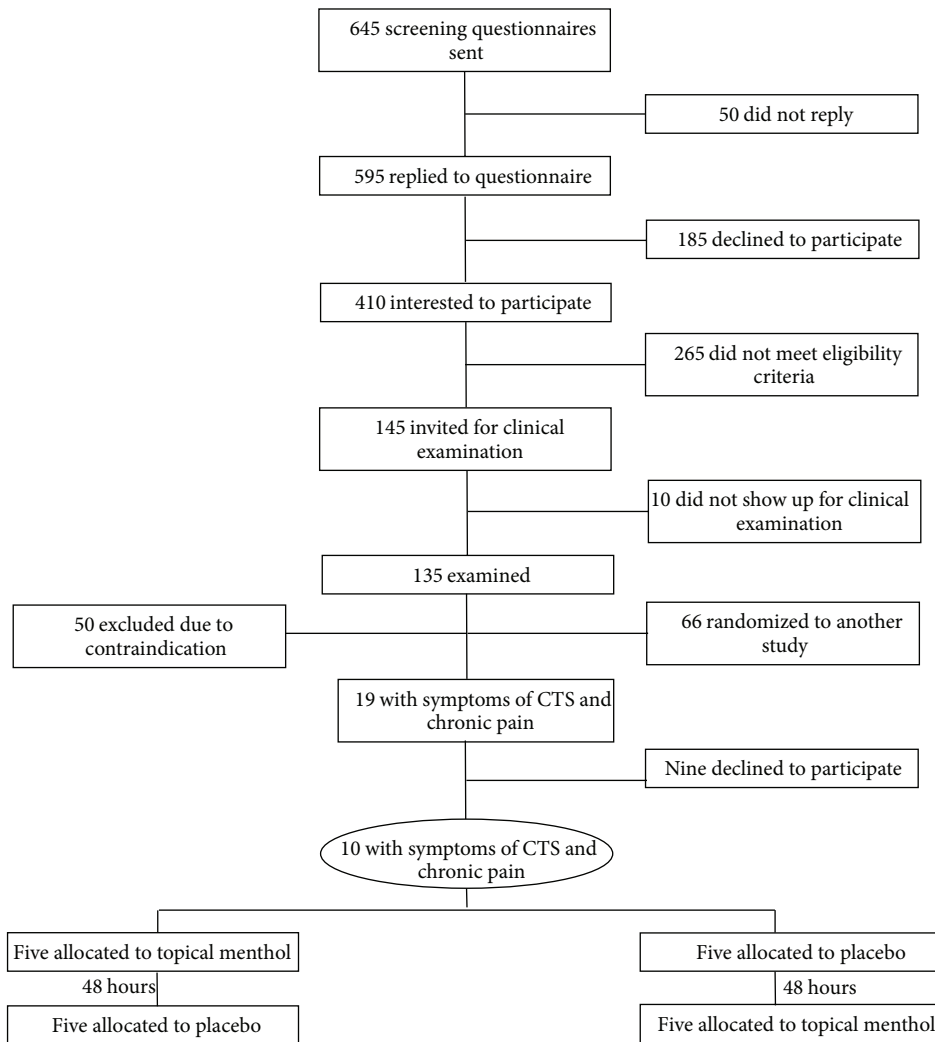 645 screening questionnaires
sent
50 did not reply
595 replied to questionnaire
185 declined to participate
410 interested to participate
265 did not meet eligibility
criteria
145 invited for clinical
examination
10 did not show up for clinical
examination
135 examined
50 excluded due to
contraindication
66 randomized to another
study
19 with symptoms of CTS and
chronic pain
Nine declined to participate
10 with symptoms of CTS and
chronic pain
Five allocated to topical menthol
Five allocated to placebo
48 hours
48 hours
Five allocated to placebo
Five allocated to topical menthol